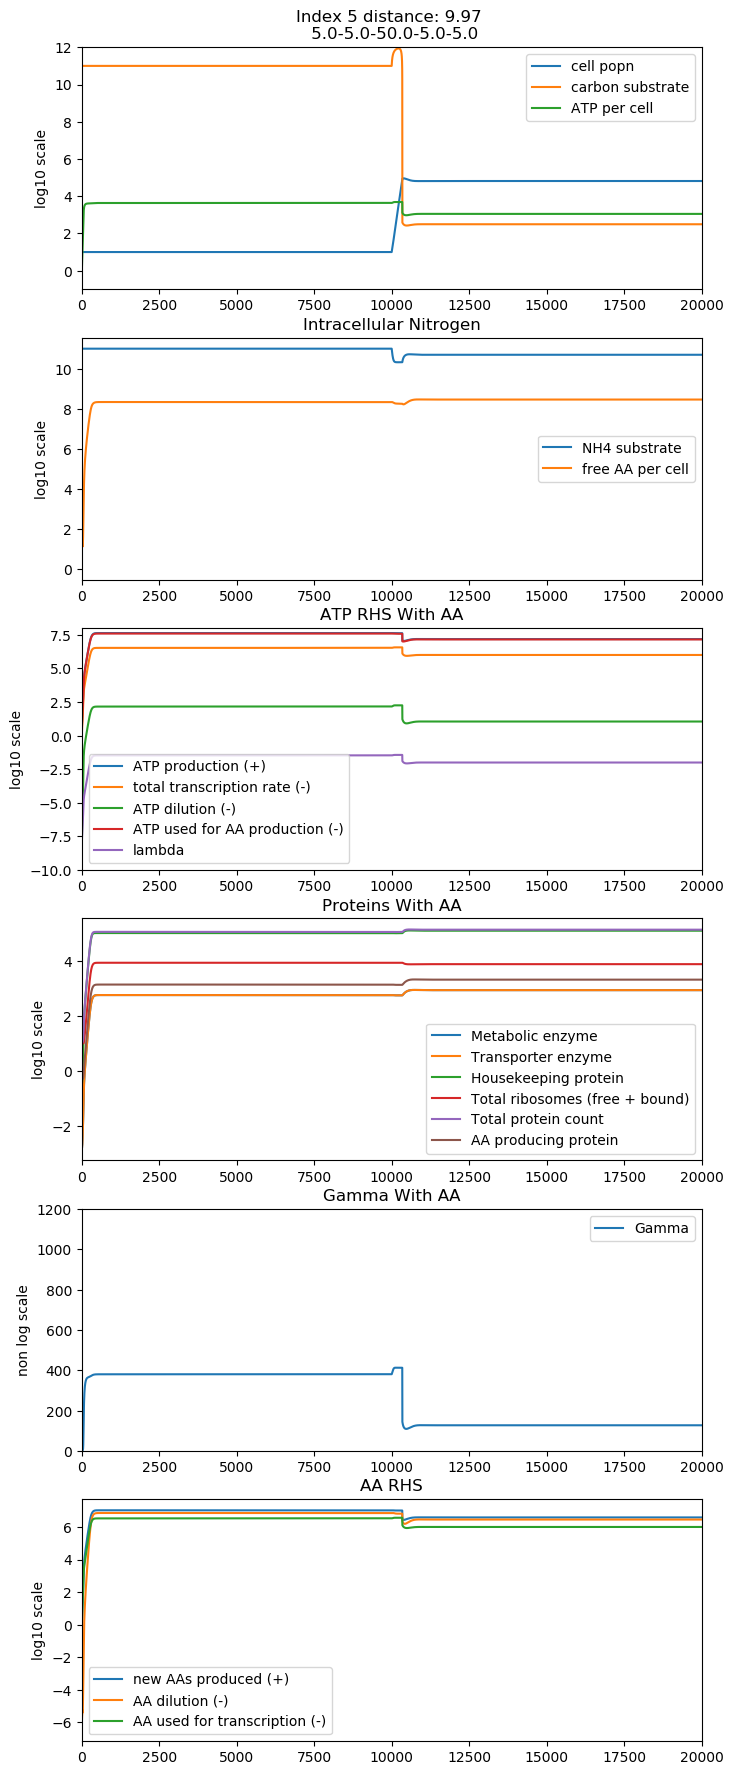 Index 5 distance: 9.97
5.0-5.0-50.0-5.0-5.0
12
10
8
6
4
2
0
log10 scale
cell popn
carbon substrate
ATP per cell
0 2500 5000 7500 10000 12500 15000 17500 20000
Intracellular Nitrogen
10
8
6
4
2
0
log10 scale
NH4 substrate
free AA per cell
0 2500 5000 7500 10000 12500 15000 17500 20000
ATP RHS With AA
7.5
5.0
2.5
0.0
−2.5
−5.0
−7.5
−10.0
log10 scale
ATP production (+)
total transcription rate (-)
ATP dilution (-)
ATP used for AA production (-)
lambda
0 2500 5000 7500 10000 12500 15000 17500 20000
Proteins With AA
4
2
0
−2
log10 scale
Metabolic enzyme
Transporter enzyme
Housekeeping protein
Total ribosomes (free + bound)
Total protein count
AA producing protein
0 2500 5000 7500 10000 12500 15000 17500 20000
Gamma With AA
1200
1000
800
600
400
200
0
non log scale
Gamma
0 2500 5000 7500 10000 12500 15000 17500 20000
AA RHS
6
4
2
0
−2
−4
−6
log10 scale
new AAs produced (+)
AA dilution (-)
AA used for transcription (-)
0 2500 5000 7500 10000 12500 15000 17500 20000